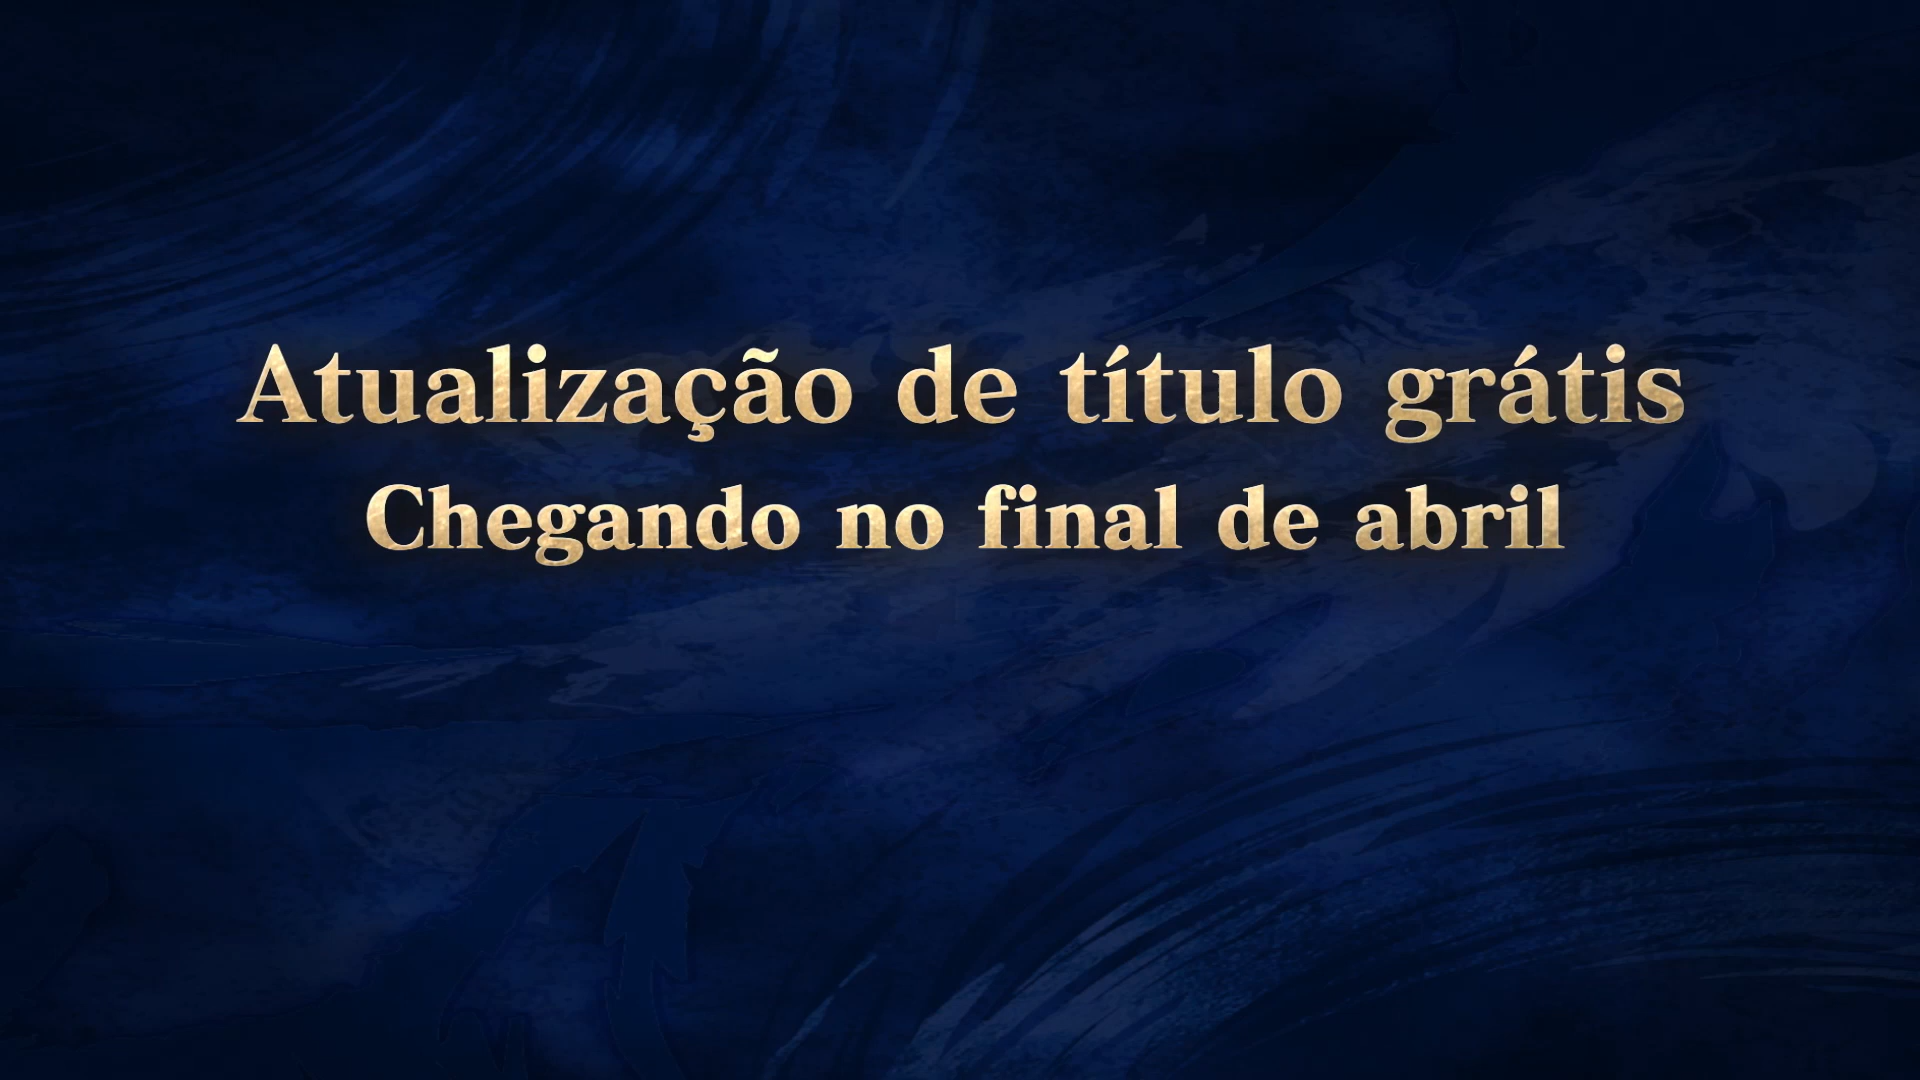 Atualização de título grátis
Chegando no final de abril